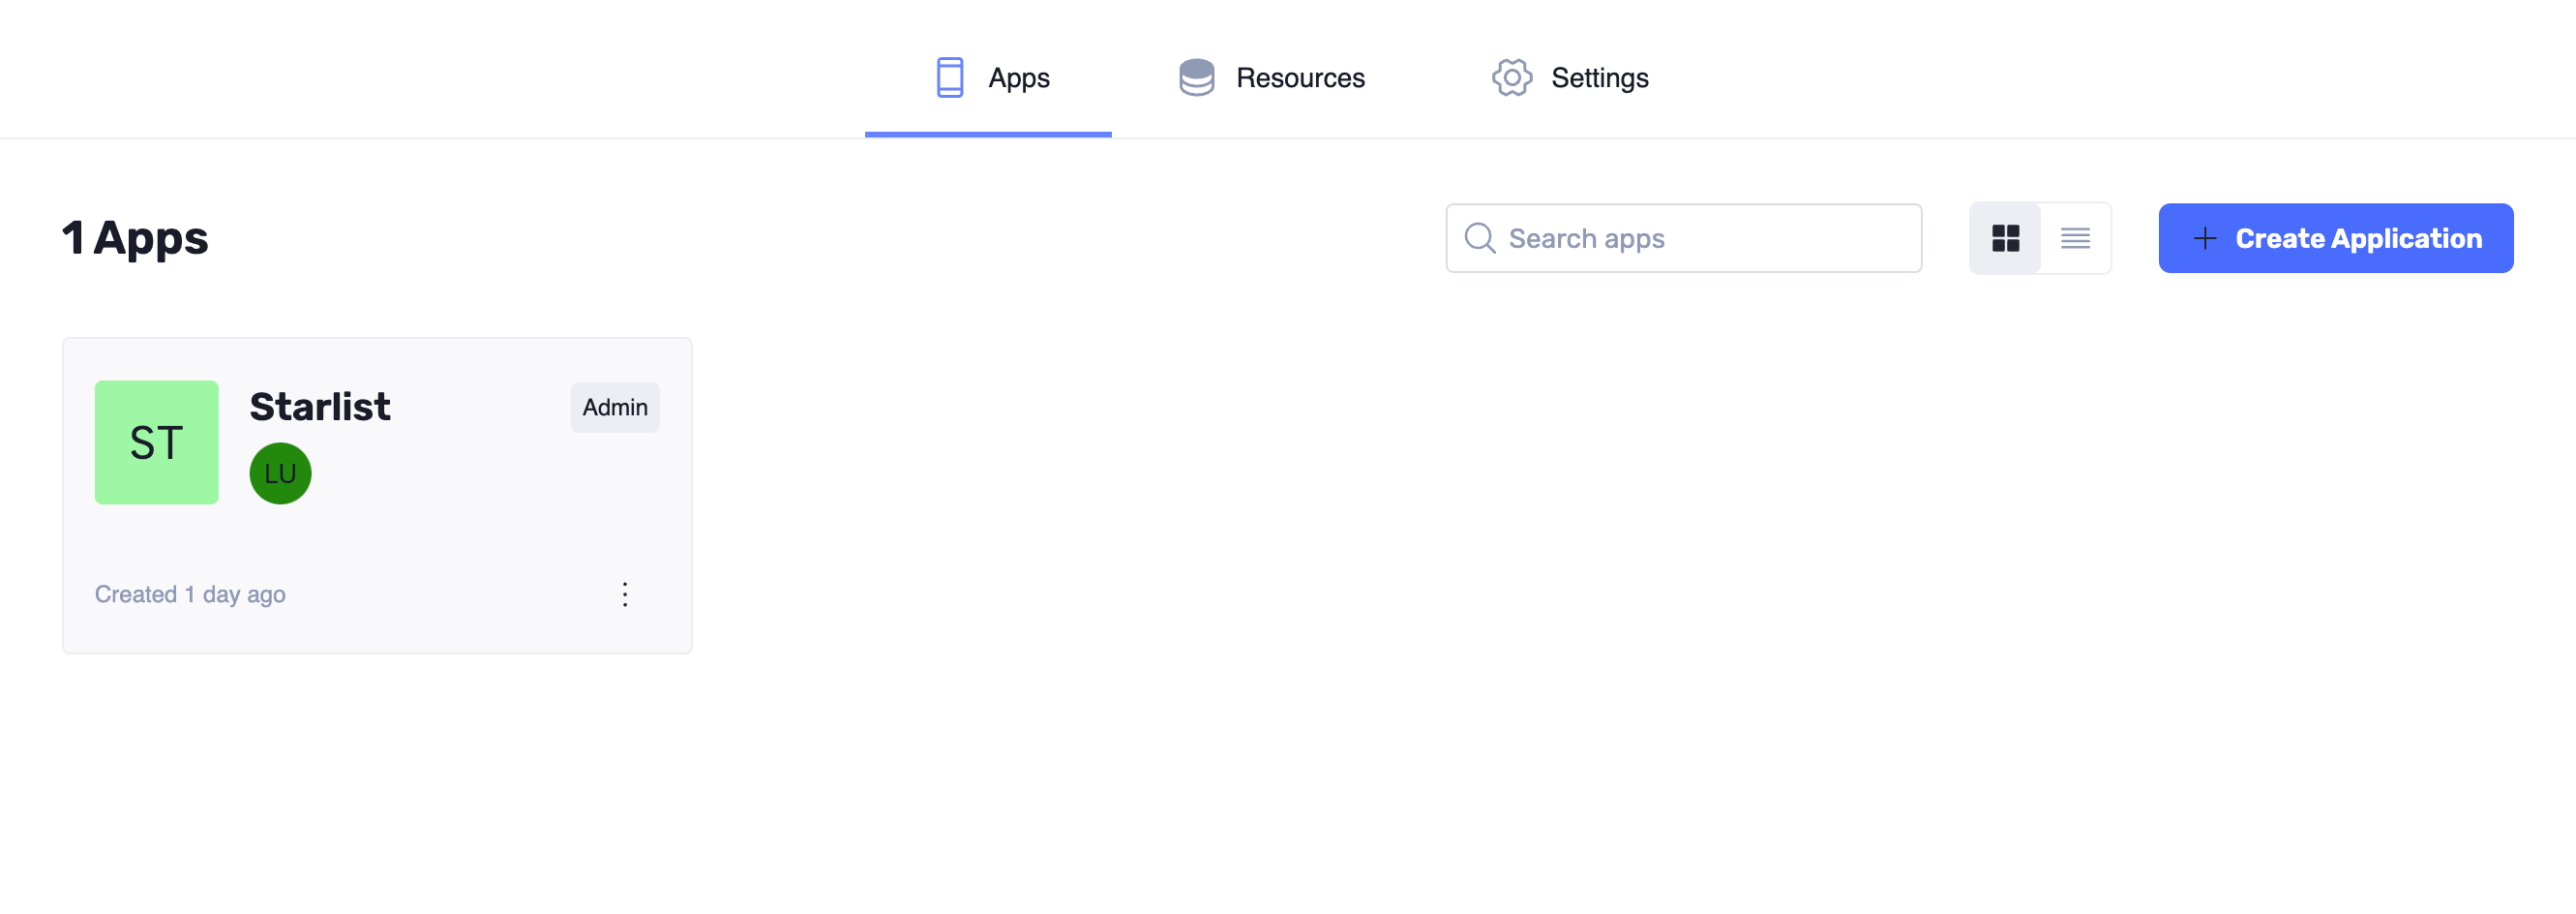 Apps
Resources
Settings
1 Apps
Search apps
Create Application
ST
Starlist
Admin
LU
Created 1 day ago